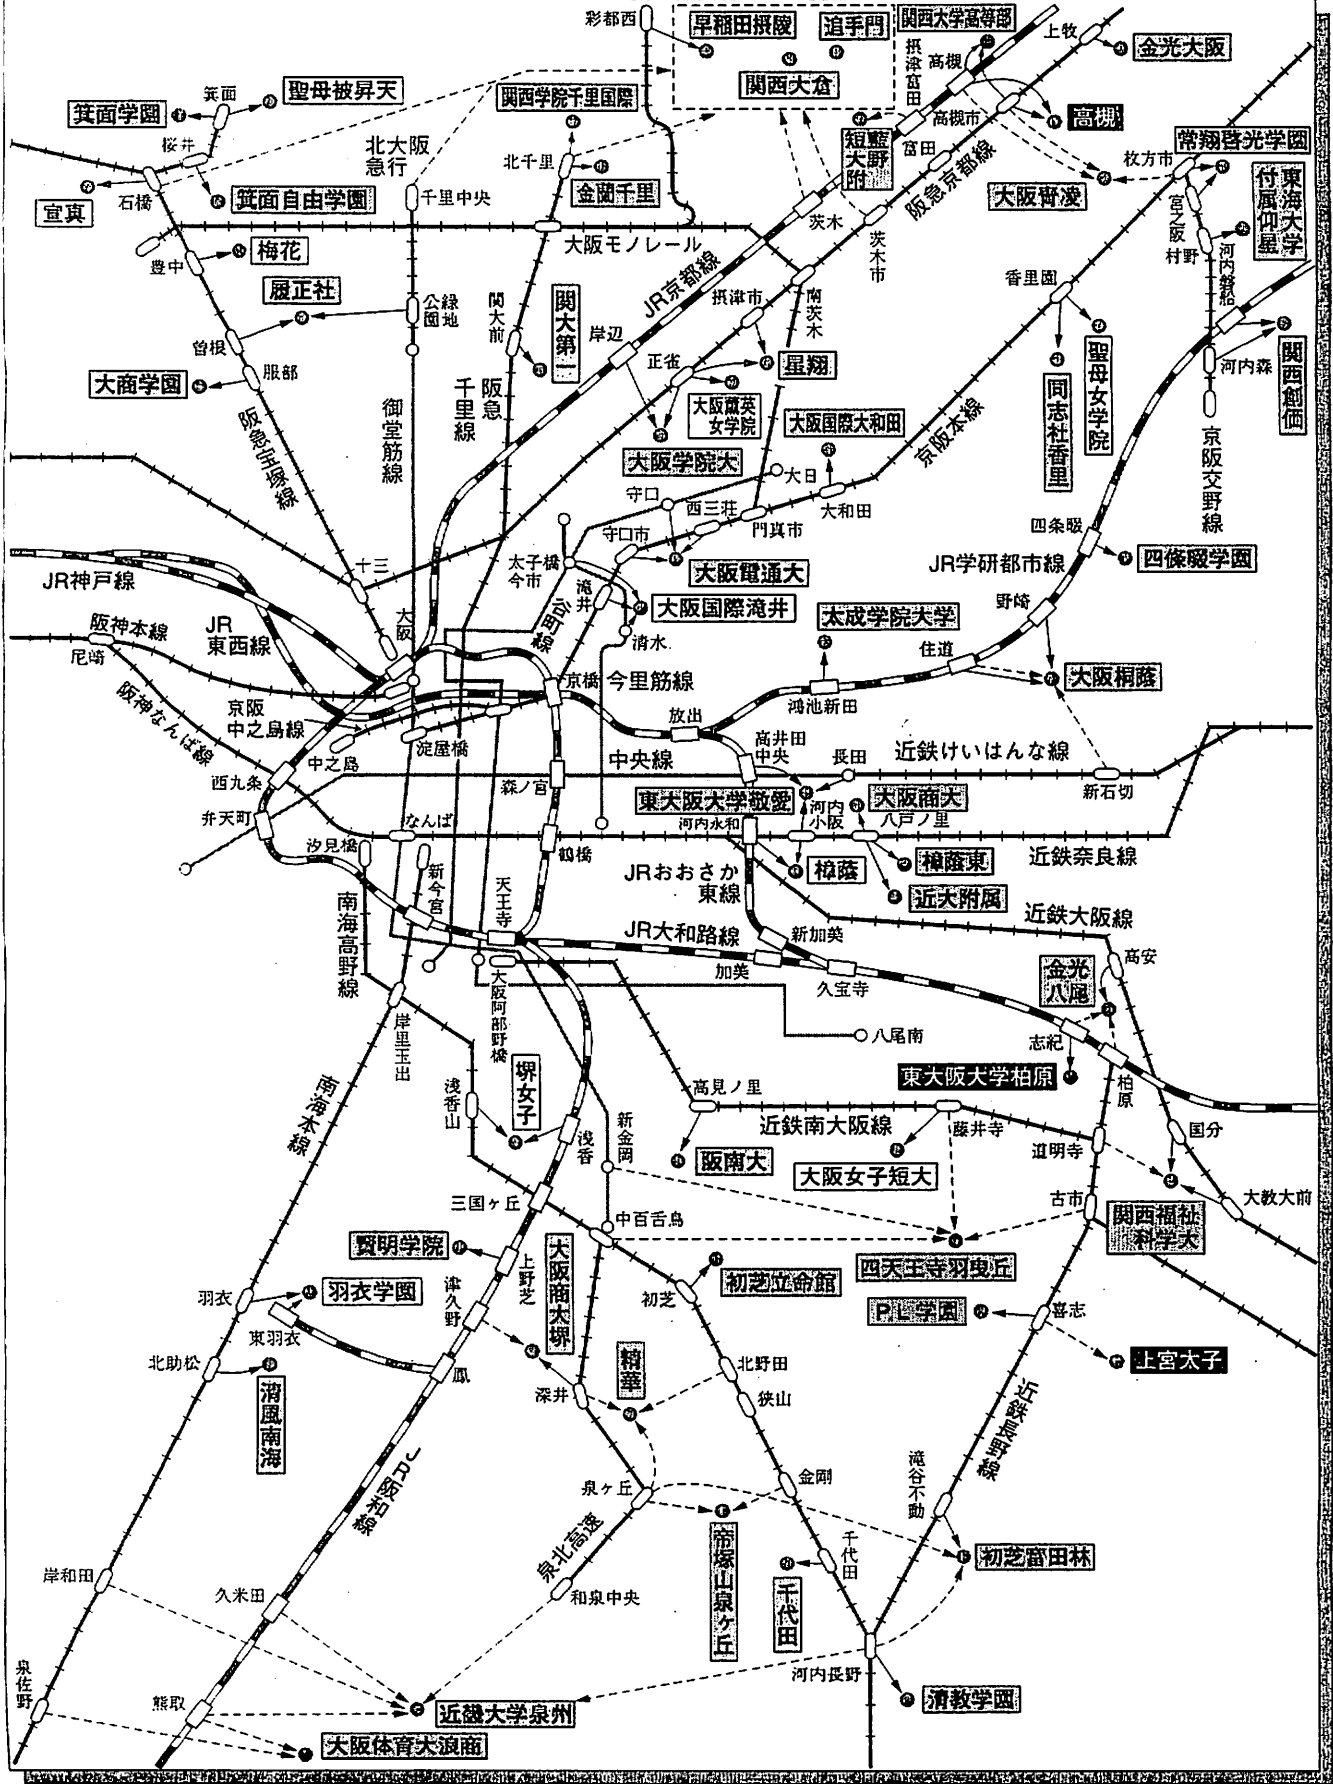 彩都西
早稲田摂陵
追手門
関西大学高等部
上牧
金光大阪
関西大倉
摂津富田
高槻
高槻市
高槻
箕面学園
箕面
聖母被昇天
関西学院千里国際
桜井
北大阪
急行
北千里
金蘭千里
藍野
短大附
富田
阪急京都線
大阪青凌
枚方市
常翔啓光学園
東海大学
付属仰星
宣真
石橋
箕面自由学園
千里中央
大阪モノレール
茨木
茨木市
宮之阪
村野
河内磐船
豊中
梅花
履正社
緑地
公園
関大前
関大第一
JR京都線
摂津市
南茨木
香里園
聖母女学院
同志社香里
河内森
関西創価
曽根
服部
大商学園
阪急宝塚線
御堂筋線
阪急
千里線
岸辺
正雀
星翔
大阪薫英
女学院
大阪学院大
大阪国際大和田
京阪本線
京阪交野線
大日
守口
西三荘
門真市
大和田
守口市
大阪電通大
太子橋
今市
滝井
大阪国際滝井
谷町線
清水
四条畷
四條畷学園
JR学研都市線
野崎
住道
太成学院大学
大阪桐蔭
鴻池新田
JR神戸線
十三
大阪
阪神本線
尼崎
JR
東西線
阪神なんば線
京阪
中之島線
中之島
淀屋橋
京橋
今里筋線
放出
高井田
中央
長田
近鉄けいはんな線
新石切
中央線
西九条
森ノ宮
弁天町
東大阪大学敬愛
河内永和
河内
小阪
大阪商大
八戸ノ里
汐見橋
なんば
鶴橋
近鉄奈良線
樟蔭
樟蔭東
近大附属
JRおおさか
東線
南海高野線
新今宮
天王寺
JR大和路線
新加美
加美
久宝寺
近鉄大阪線
高安
金光
八尾
大阪阿部野橋
八尾南
志紀
柏原
東大阪大学柏原
岸里玉出
南海本線
浅香山
堺女子
浅香
新金岡
高見ノ里
近鉄南大阪線
藤井寺
道明寺
国分
阪南大
大阪女子短大
大教大前
三国ヶ丘
中百舌鳥
古市
関西福祉
科学大
四天王寺羽曳丘
賢明学院
上野芝
大阪商大堺
初芝
初芝立命館
羽衣
羽衣学園
東羽衣
津久野
PL学園
喜志
上宮太子
北助松
清風南海
鳳
深井
精華
北野田
狭山
近鉄長野線
JR阪和線
泉ヶ丘
金剛
滝谷不動
泉北高速
帝塚山泉ヶ丘
千代田
千代田
初芝富田林
岸和田
久米田
和泉中央
河内長野
清教学園
泉佐野
熊取
近畿大学泉州
大阪体育大浪商